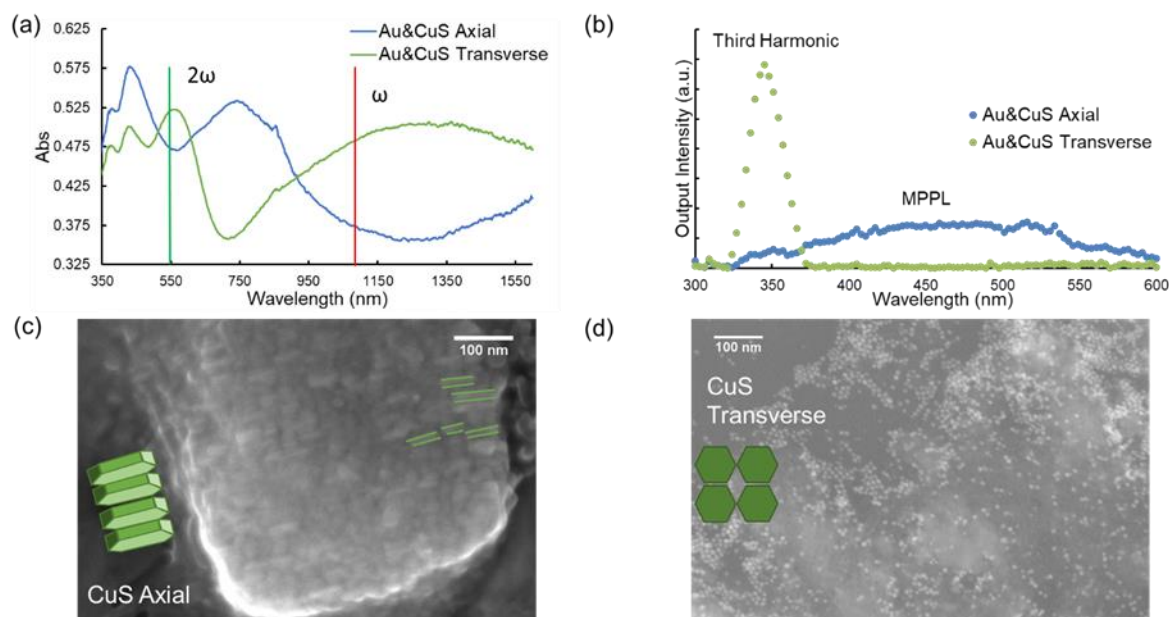 (a)
Au&CuS Axial
Au&CuS Transverse
2ω
ω
Abs
0.675
0.625
0.575
0.525
0.475
0.425
0.375
0.325
350 550 750 950 1150 1350 1550
Wavelength (nm)
(b)
Third Harmonic
Au&CuS Axial
Au&CuS Transverse
MPPL
Output Intensity (a.u.)
300 350 400 450 500 550 600
Wavelength (nm)
(c)
100 nm
CuS Axial
(d)
100 nm
CuS
Transverse